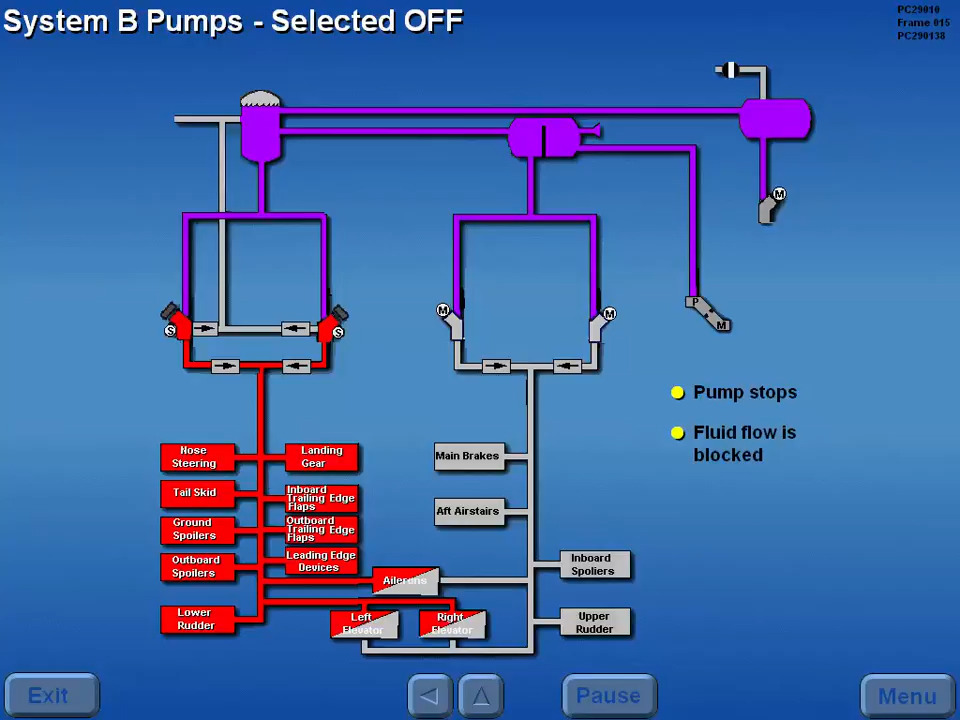 System B Pumps - Selected OFF
PC29010
Frame 015
PC290138
M
S
S
M
M
P
M
Pump stops
Fluid flow is
blocked
Nose
Steering
Landing
Gear
Tail Skid
Inboard
Trailing Edge
Flaps
Ground
Spoilers
Outboard
Trailing Edge
Flaps
Outboard
Spoilers
Leading Edge
Devices
Lower
Rudder
Ailerons
Left
Elevator
Right
Elevator
Main Brakes
Aft Airstairs
Inboard
Spoliers
Upper
Rudder
Exit
Pause
Menu